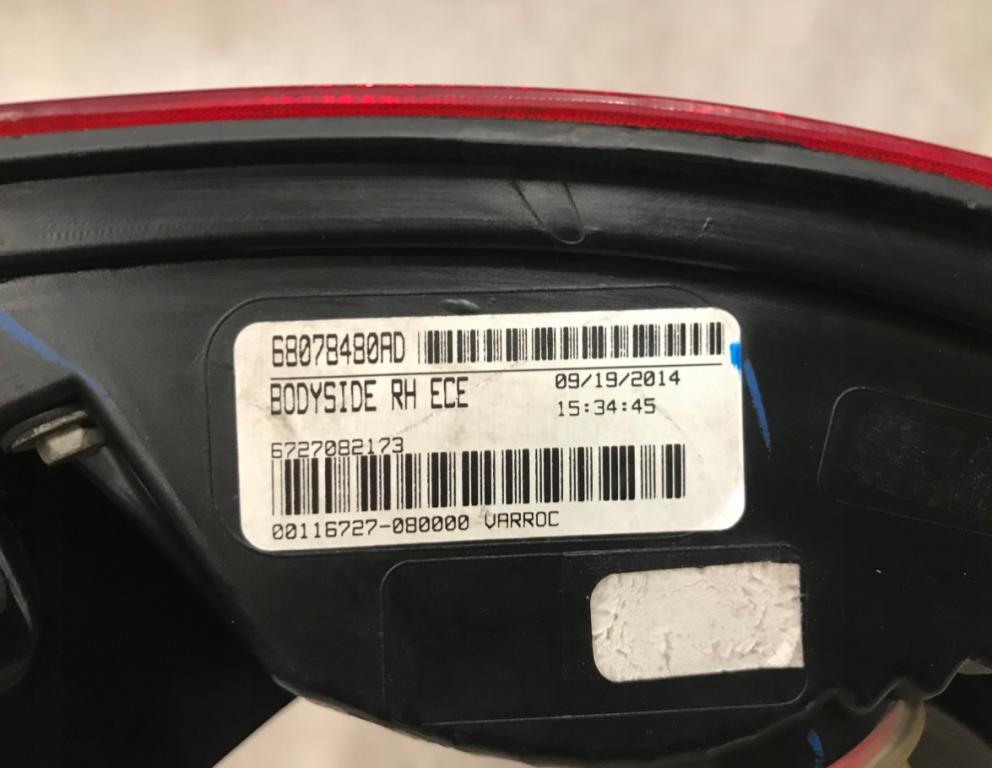 68078480AD
BODYSIDE RH ECE
09/19/2014
15:34:45
6727082173
00116727-080000 VARROC